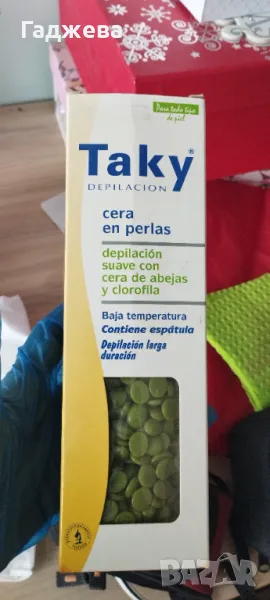 Гаджева
Para todo tipo
de piel
Taky®
DEPILACION
cera
en perlas
depilación
suave con
cera de abejas
y clorofila
Baja temperatura
Contiene espátula
Depilación larga
duración
bazar